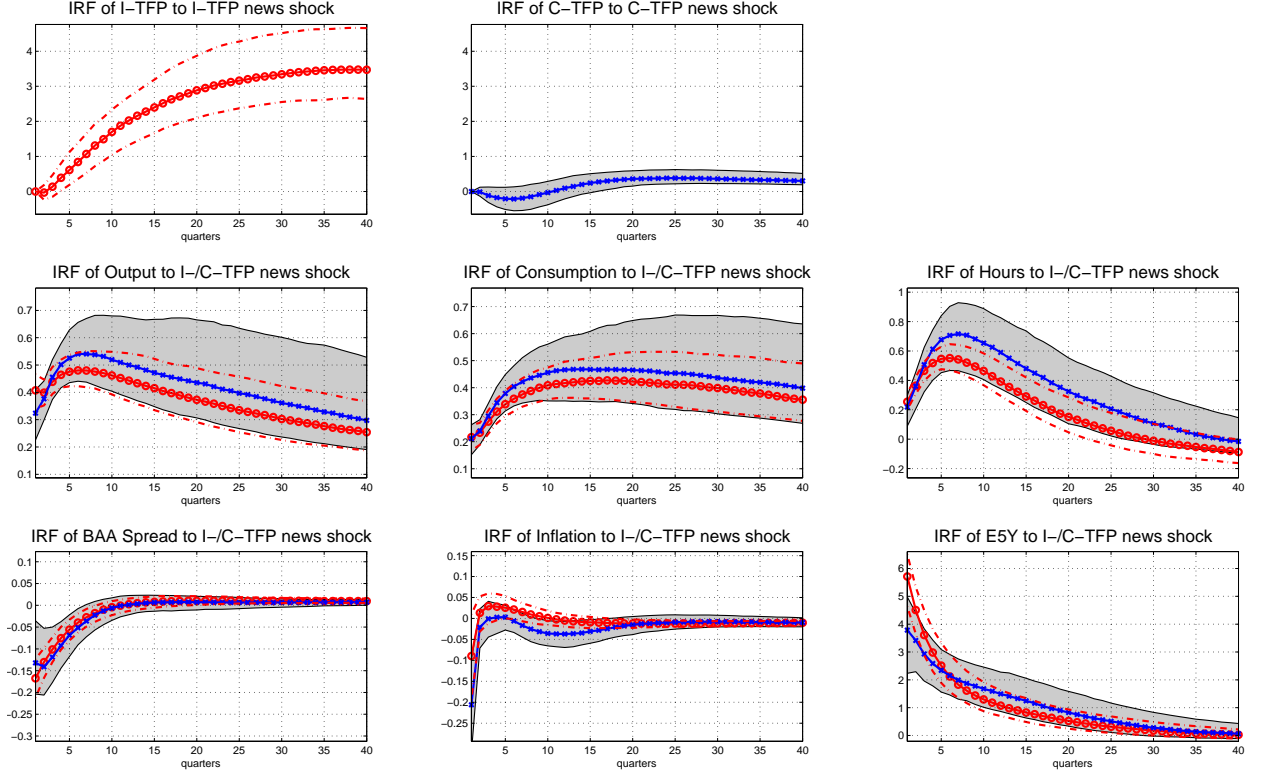 IRF of I−TFP to I−TFP news shock
4
3
2
1
0
5 10 15 20 25 30 35 40
quarters
IRF of C−TFP to C−TFP news shock
4
3
2
1
0
5 10 15 20 25 30 35 40
quarters
IRF of Output to I−/C−TFP news shock
0.7
0.6
0.5
0.4
0.3
0.2
0.1
5 10 15 20 25 30 35 40
quarters
IRF of Consumption to I−/C−TFP news shock
0.7
0.6
0.5
0.4
0.3
0.2
0.1
5 10 15 20 25 30 35 40
quarters
IRF of Hours to I−/C−TFP news shock
1
0.8
0.6
0.4
0.2
0
−0.2
5 10 15 20 25 30 35 40
quarters
IRF of BAA Spread to I−/C−TFP news shock
0.1
0.05
0
−0.05
−0.1
−0.15
−0.2
−0.25
−0.3
5 10 15 20 25 30 35 40
quarters
IRF of Inflation to I−/C−TFP news shock
0.15
0.1
0.05
0
−0.05
−0.1
−0.15
−0.2
−0.25
5 10 15 20 25 30 35 40
quarters
IRF of E5Y to I−/C−TFP news shock
6
5
4
3
2
1
0
5 10 15 20 25 30 35 40
quarters